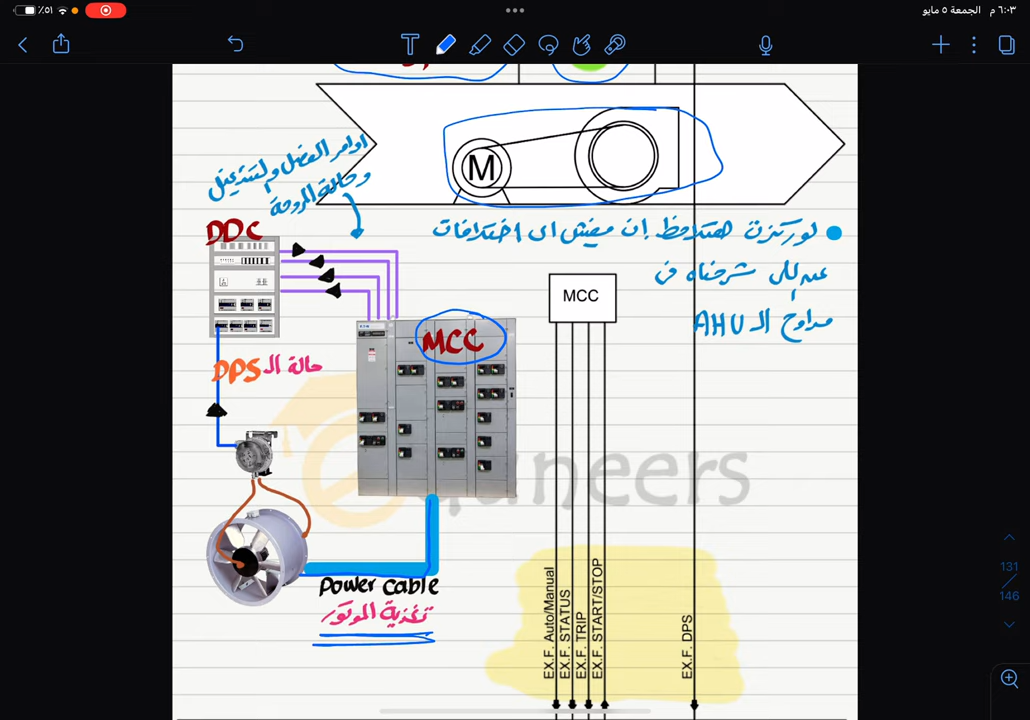 ٦:٠٣ م الجمعة ٥ مايو
٪٥١
T
M
اوامر الفصل والتشغيل
وحالة المروحة
DDC
لو ركزت هتلاحظ ان مفيش اى اختلافات
عن اللى شرحناه فى
مراوح الـ AHU
MCC
MCC
حالة الـ DPS
Equneers
Power cable
تغذية الموتور
EX.F. Auto/Manual
EX.F. STATUS
EX.F. TRIP
EX.F. START/STOP
EX.F. DPS
131
146